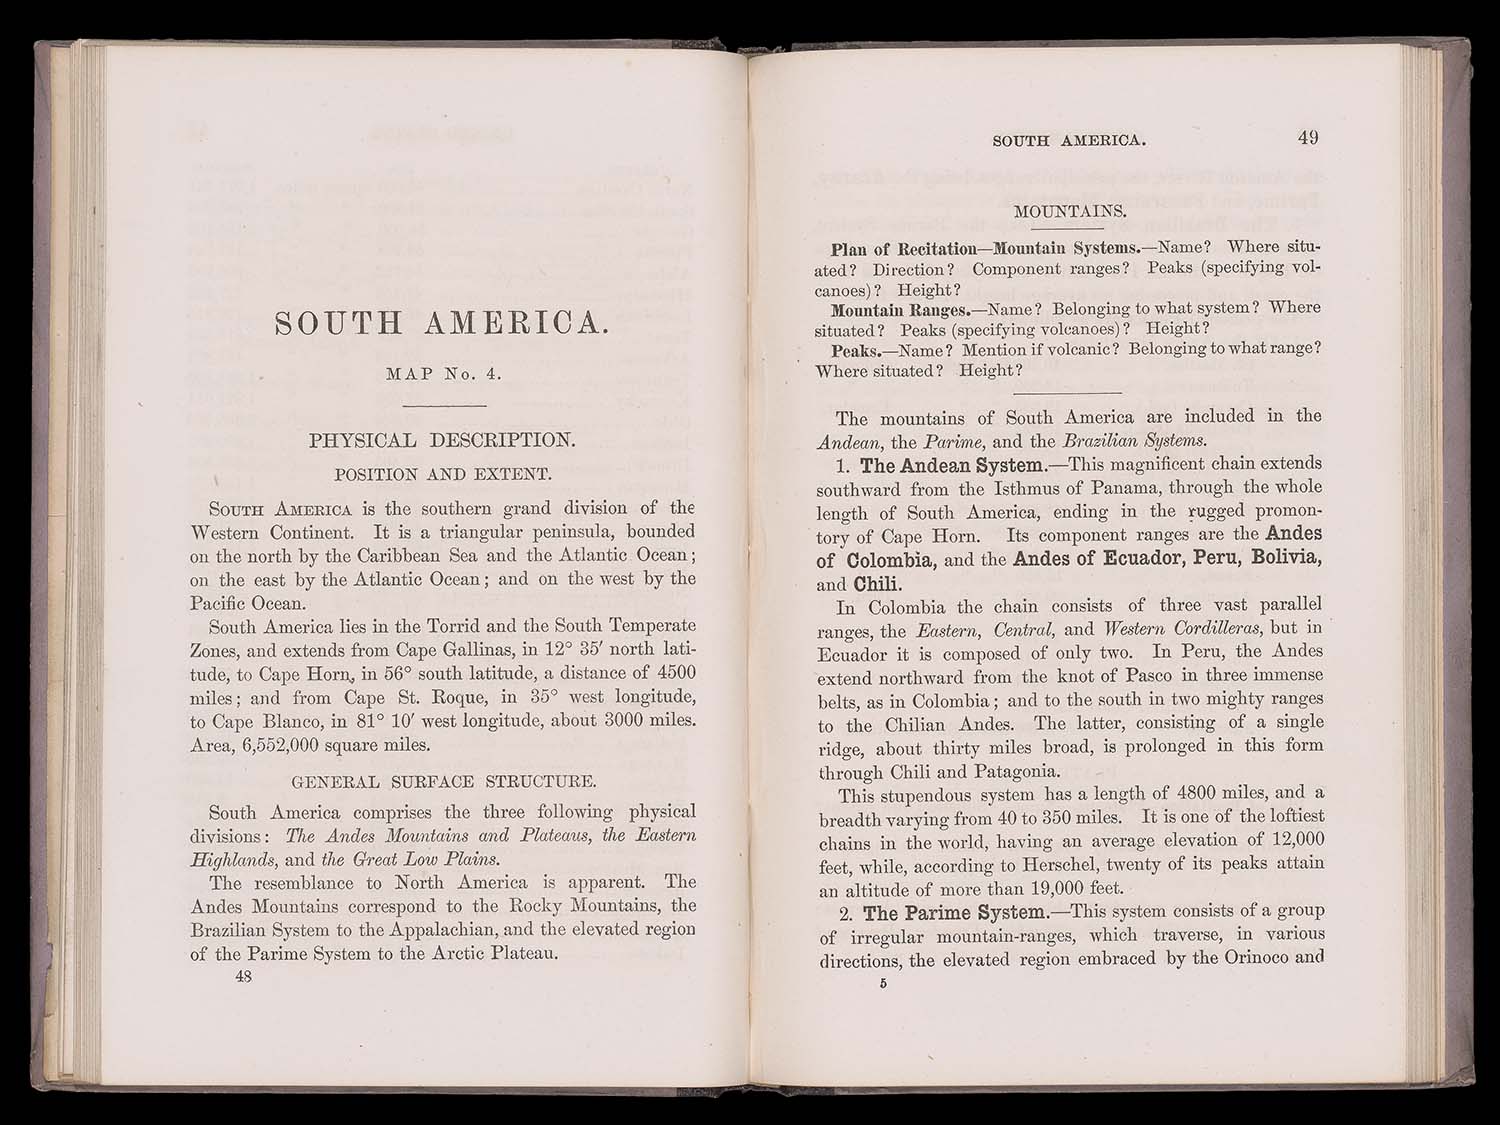 SOUTH AMERICA.
MAP No. 4.
PHYSICAL DESCRIPTION.
POSITION AND EXTENT.
SOUTH AMERICA is the southern grand division of the
Western Continent. It is a triangular peninsula, bounded
on the north by the Caribbean Sea and the Atlantic Ocean;
on the east by the Atlantic Ocean; and on the west by the
Pacific Ocean.
South America lies in the Torrid and the South Temperate
Zones, and extends from Cape Gallinas, in 12° 35′ north lati-
tude, to Cape Horn, in 56° south latitude, a distance of 4500
miles; and from Cape St. Roque, in 35° west longitude,
to Cape Blanco, in 81° 10′ west longitude, about 3000 miles.
Area, 6,552,000 square miles.
GENERAL SURFACE STRUCTURE.
South America comprises the three following physical
divisions: The Andes Mountains and Plateaus, the Eastern
Highlands, and the Great Low Plains.
The resemblance to North America is apparent. The
Andes Mountains correspond to the Rocky Mountains, the
Brazilian System to the Appalachian, and the elevated region
of the Parime System to the Arctic Plateau.
48
SOUTH AMERICA. 49
MOUNTAINS.
Plan of Recitation—Mountain Systems.—Name? Where situ-
ated? Direction? Component ranges? Peaks (specifying vol-
canoes)? Height?
Mountain Ranges.—Name? Belonging to what system? Where
situated? Peaks (specifying volcanoes)? Height?
Peaks.—Name? Mention if volcanic? Belonging to what range?
Where situated? Height?
The mountains of South America are included in the
Andean, the Parime, and the Brazilian Systems.
1. The Andean System.—This magnificent chain extends
southward from the Isthmus of Panama, through the whole
length of South America, ending in the rugged promon-
tory of Cape Horn. Its component ranges are the Andes
of Colombia, and the Andes of Ecuador, Peru, Bolivia,
and Chili.
In Colombia the chain consists of three vast parallel
ranges, the Eastern, Central, and Western Cordilleras, but in
Ecuador it is composed of only two. In Peru, the Andes
extend northward from the knot of Pasco in three immense
belts, as in Colombia; and to the south in two mighty ranges
to the Chilian Andes. The latter, consisting of a single
ridge, about thirty miles broad, is prolonged in this form
through Chili and Patagonia.
This stupendous system has a length of 4800 miles, and a
breadth varying from 40 to 350 miles. It is one of the loftiest
chains in the world, having an average elevation of 12,000
feet, while, according to Herschel, twenty of its peaks attain
an altitude of more than 19,000 feet.
2. The Parime System.—This system consists of a group
of irregular mountain-ranges, which traverse, in various
directions, the elevated region embraced by the Orinoco and
5